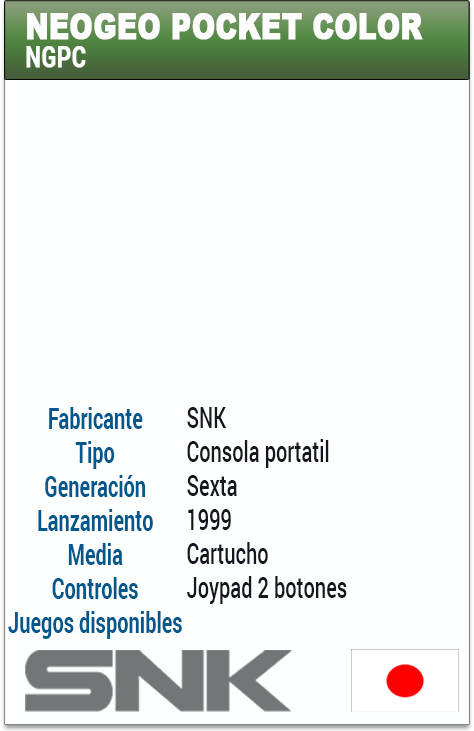 NEOGEO POCKET COLOR
NGPC
Fabricante SNK
Tipo Consola portatil
Generación Sexta
Lanzamiento 1999
Media Cartucho
Controles Joypad 2 botones
Juegos disponibles
SNK